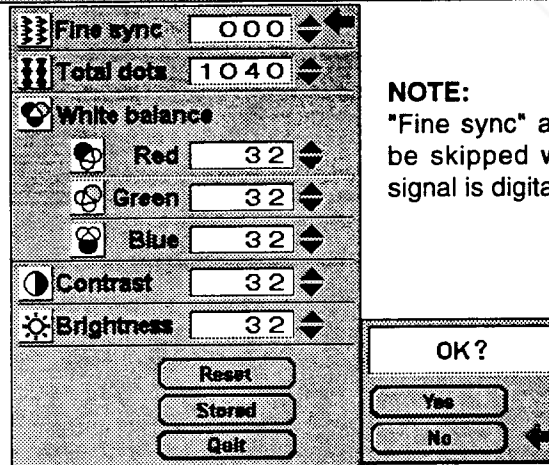 Fine sync 000
Total dots 1040
White balance
Red 32
Green 32
Blue 32
Contrast 32
Brightness 32
Reset
Stored
Quit
NOTE:
"Fine sync" a
be skipped
signal is digita
OK?
Yes
No